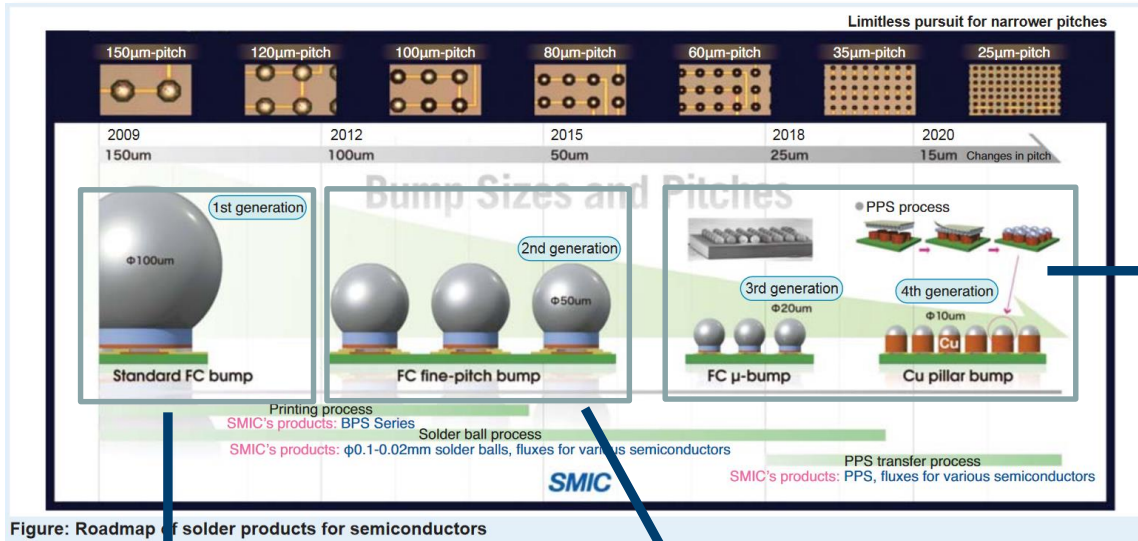 Limitless pursuit for narrower pitches
150µm-pitch 120µm-pitch 100µm-pitch 80µm-pitch 60µm-pitch 35µm-pitch 25µm-pitch
2009 2012 2015 2018 2020
150um 100um 50um 25um 15um Changes in pitch
Bump Sizes and Pitches
1st generation
PPS process
2nd generation
Φ100um
3rd generation 4th generation
Φ50um
Φ20um Φ10um
Cu
Standard FC bump FC fine-pitch bump FC µ-bump Cu pillar bump
Printing process
SMIC's products: BPS Series
Solder ball process
SMIC's products: φ0.1-0.02mm solder balls, fluxes for various semiconductors
PPS transfer process
SMIC's products: PPS, fluxes for various semiconductors
SMIC
Figure: Roadmap of solder products for semiconductors